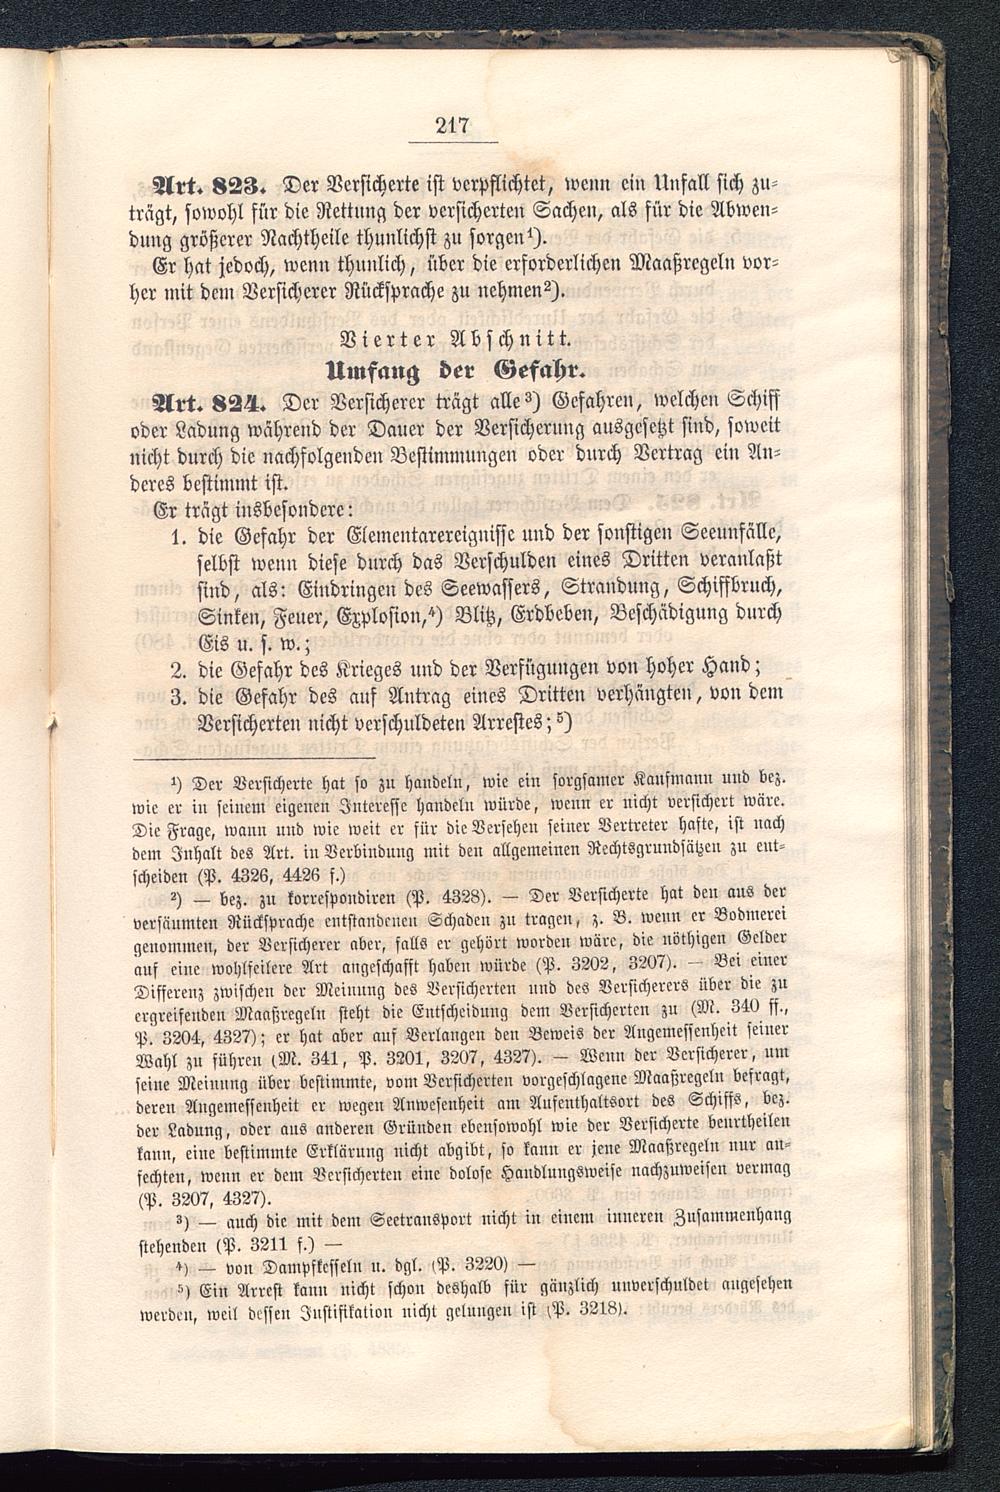 217
Art. 823. Der Versicherte ist verpflichtet, wenn ein Unfall sich zu-
trägt, sowohl für die Rettung der versicherten Sachen, als für die Abwen-
dung größerer Nachtheile thunlichst zu sorgen¹).
Er hat jedoch, wenn thunlich, über die erforderlichen Maaßregeln vor-
her mit dem Versicherer Rücksprache zu nehmen²).
Vierter Abschnitt.
Umfang der Gefahr.
Art. 824. Der Versicherer trägt alle³) Gefahren, welchen Schiff
oder Ladung während der Dauer der Versicherung ausgesetzt sind, soweit
nicht durch die nachfolgenden Bestimmungen oder durch Vertrag ein An-
deres bestimmt ist.
Er trägt insbesondere:
1. die Gefahr der Elementarereignisse und der sonstigen Seeunfälle,
selbst wenn diese durch das Verschulden eines Dritten veranlaßt
sind, als: Eindringen des Seewassers, Strandung, Schiffbruch,
Sinken, Feuer, Explosion,⁴) Blitz, Erdbeben, Beschädigung durch
Eis u. s. w.;
2. die Gefahr des Krieges und der Verfügungen von hoher Hand;
3. die Gefahr des auf Antrag eines Dritten verhängten, von dem
Versicherten nicht verschuldeten Arrestes;⁵)
¹) Der Versicherte hat so zu handeln, wie ein sorgsamer Kaufmann und bez.
wie er in seinem eigenen Interesse handeln würde, wenn er nicht versichert wäre.
Die Frage, wann und wie weit er für die Versehen seiner Vertreter hafte, ist nach
dem Inhalt des Art. in Verbindung mit den allgemeinen Rechtsgrundsätzen zu ent-
scheiden (P. 4326, 4426 f.)
²) — bez. zu korrespondiren (P. 4328). — Der Versicherte hat den aus der
versäumten Rücksprache entstandenen Schaden zu tragen, z. B. wenn er Bodmerei
genommen, der Versicherer aber, falls er gehört worden wäre, die nöthigen Gelder
auf eine wohlfeilere Art angeschafft haben würde (P. 3202, 3207). — Bei einer
Differenz zwischen der Meinung des Versicherten und des Versicherers über die zu
ergreifenden Maaßregeln steht die Entscheidung dem Versicherten zu (M. 340 ff.,
P. 3204, 4327); er hat aber auf Verlangen den Beweis der Angemessenheit seiner
Wahl zu führen (M. 341, P. 3201, 3207, 4327). — Wenn der Versicherer, um
seine Meinung über bestimmte, vom Versicherten vorgeschlagene Maaßregeln befragt,
deren Angemessenheit er wegen Anwesenheit am Aufenthaltsort des Schiffs, bez.
der Ladung, oder aus anderen Gründen ebensowohl wie der Versicherte beurtheilen
kann, eine bestimmte Erklärung nicht abgibt, so kann er jene Maaßregeln nur an-
fechten, wenn er dem Versicherten eine dolose Handlungsweise nachzuweisen vermag
(P. 3207, 4327).
³) — auch die mit dem Seetransport nicht in einem inneren Zusammenhang
stehenden (P. 3211 f.) —
⁴) — von Dampfkesseln u. dgl. (P. 3220) —
⁵) Ein Arrest kann nicht schon deshalb für gänzlich unverschuldet angesehen
werden, weil dessen Justifikation nicht gelungen ist (P. 3218).